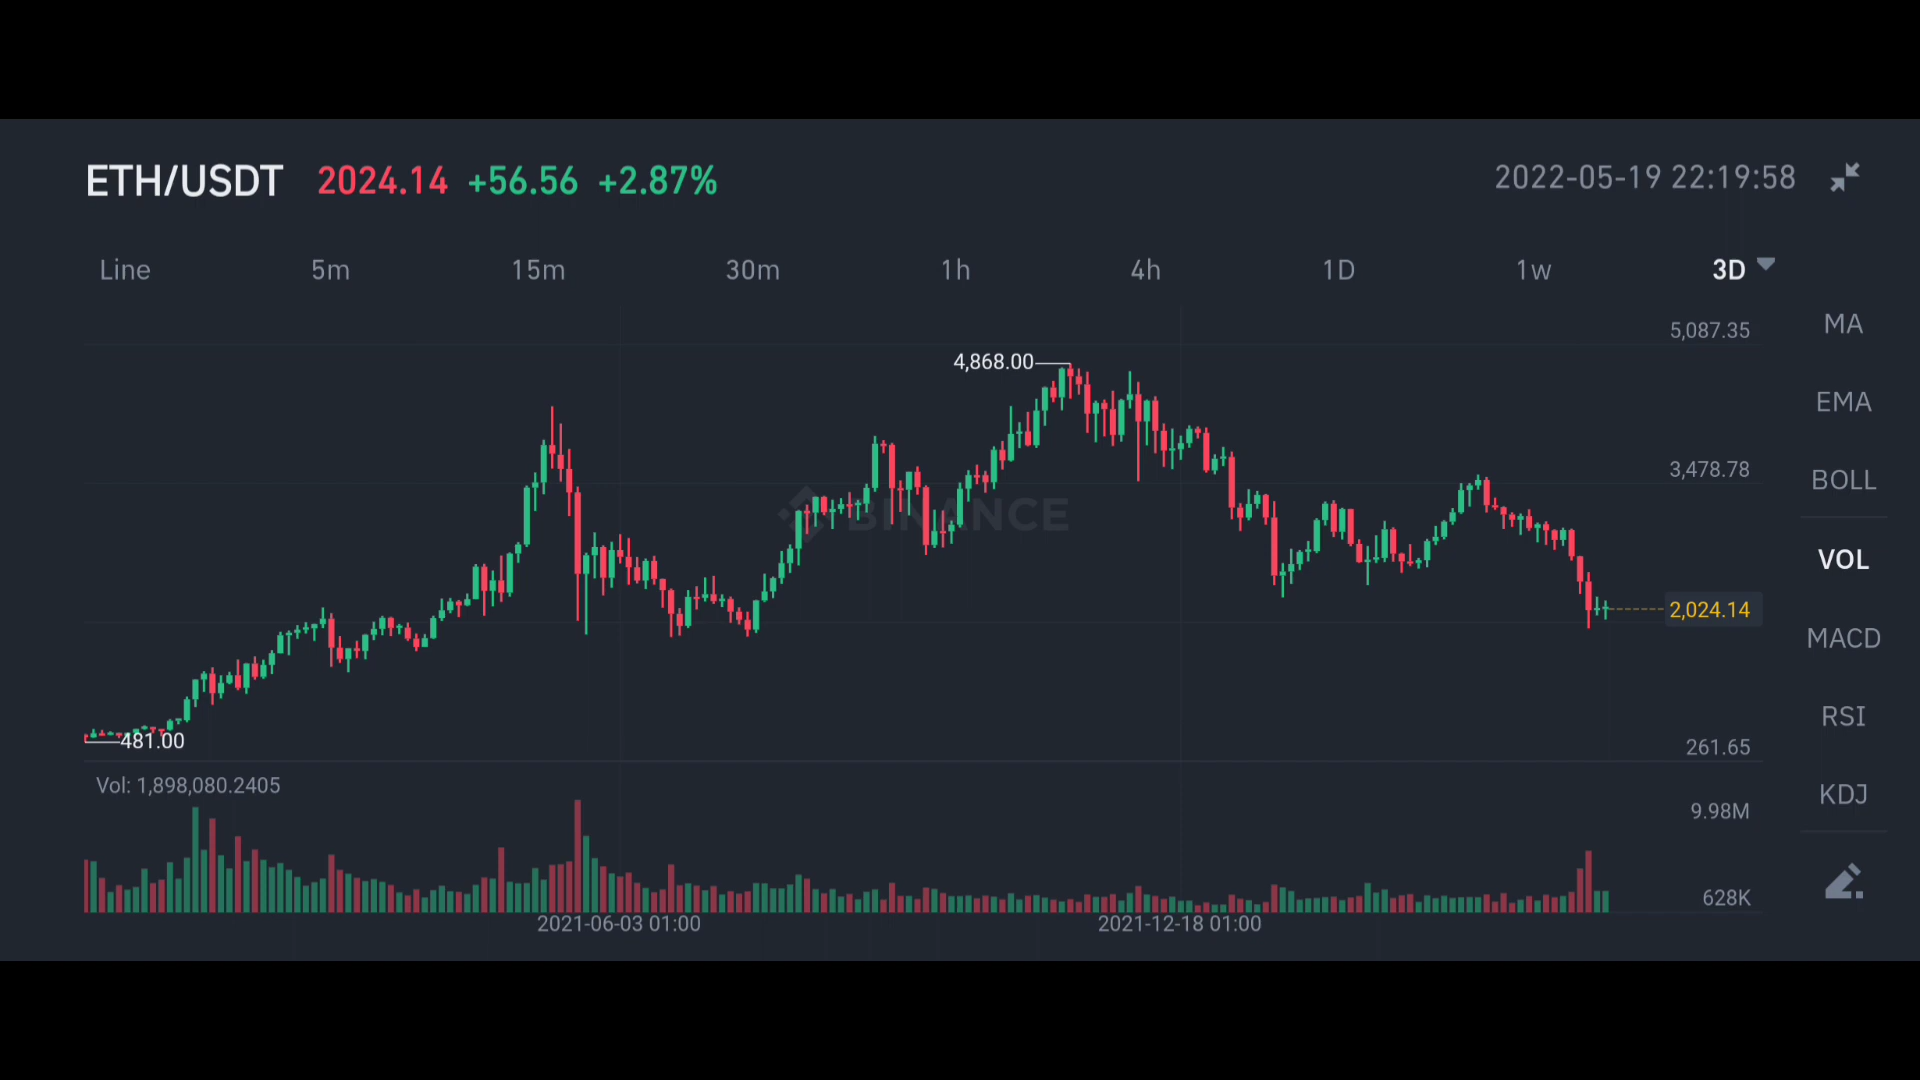 ETH/USDT 2024.14 +56.56 +2.87% 2022-05-19 22:19:58
Line 5m 15m 30m 1h 4h 1D 1w 3D
MA
5,087.35
4,868.00
EMA
3,478.78
BOLL
BINANCE
VOL
2,024.14
MACD
RSI
481.00
261.65
Vol: 1,898,080.2405
KDJ
9.98M
628K
2021-06-03 01:00 2021-12-18 01:00